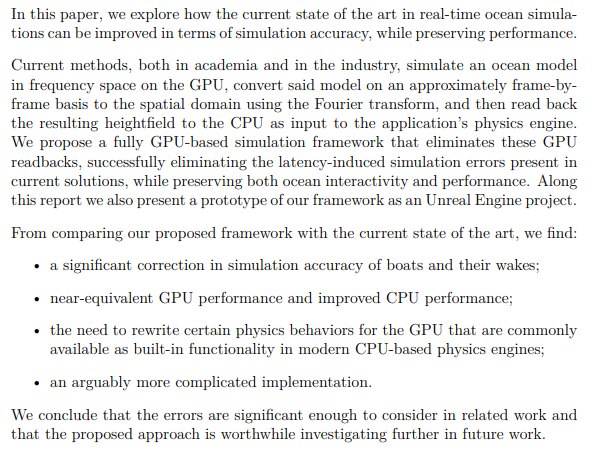 In this paper, we explore how the current state of the art in real-time ocean simula-
tions can be improved in terms of simulation accuracy, while preserving performance.
Current methods, both in academia and in the industry, simulate an ocean model
in frequency space on the GPU, convert said model on an approximately frame-by-
frame basis to the spatial domain using the Fourier transform, and then read back
the resulting heightfield to the CPU as input to the application's physics engine.
We propose a fully GPU-based simulation framework that eliminates these GPU
readbacks, successfully eliminating the latency-induced simulation errors present in
current solutions, while preserving both ocean interactivity and performance. Along
this report we also present a prototype of our framework as an Unreal Engine project.
From comparing our proposed framework with the current state of the art, we find:
• a significant correction in simulation accuracy of boats and their wakes;
• near-equivalent GPU performance and improved CPU performance;
• the need to rewrite certain physics behaviors for the GPU that are commonly
available as built-in functionality in modern CPU-based physics engines;
• an arguably more complicated implementation.
We conclude that the errors are significant enough to consider in related work and
that the proposed approach is worthwhile investigating further in future work.